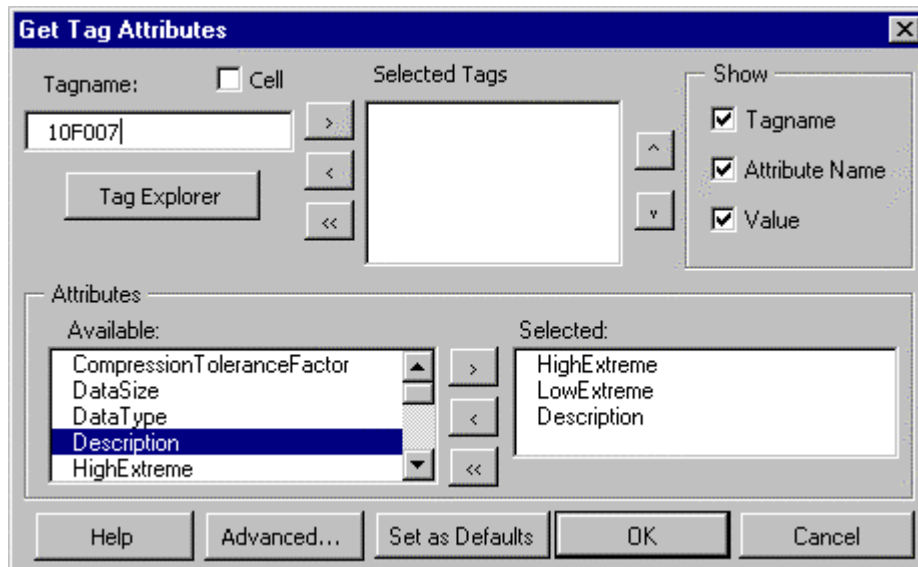 Get Tag Attributes
Tagname:
Cell
Selected Tags
Show
10F007
>
<
<<
^
v
Tagname
Attribute Name
Value
Tag Explorer
Attributes
Available:
Selected:
CompressionToleranceFactor
DataSize
DataType
Description
HighExtreme
>
<
<<
HighExtreme
LowExtreme
Description
Help
Advanced...
Set as Defaults
OK
Cancel